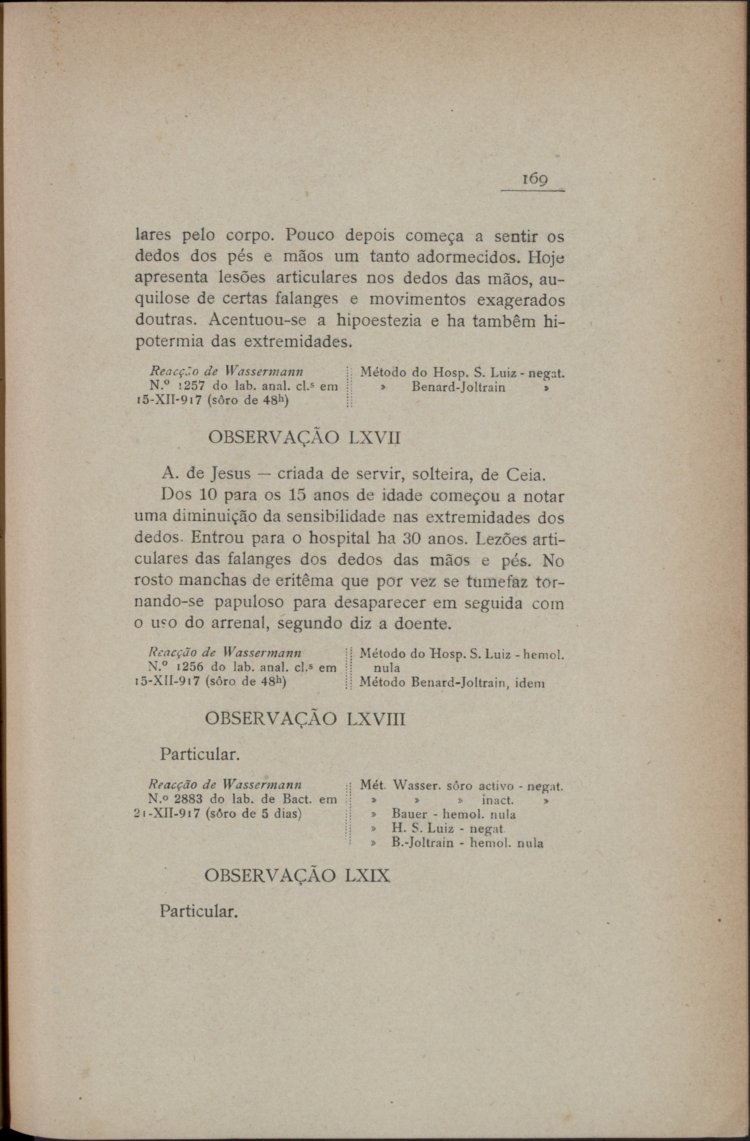 169
lares pelo corpo. Pouco depois começa a sentir os
dedos dos pés e mãos um tanto adormecidos. Hoje
apresenta lesões articulares nos dedos das mãos, au-
quilose de certas falanges e movimentos exagerados
doutras. Acentuou-se a hipoestezia e ha tambêm hi-
potermia das extremidades.
Reacção de Wassermann
N.º 1257 do lab. anal. cl.ˢ em
15-XII-917 (sôro de 48ʰ)
Método do Hosp. S. Luiz - negat.
» Benard-Joltrain »
OBSERVAÇÃO LXVII
A. de Jesus — criada de servir, solteira, de Ceia.
Dos 10 para os 15 anos de idade começou a notar
uma diminuição da sensibilidade nas extremidades dos
dedos. Entrou para o hospital ha 30 anos. Lezões arti-
culares das falanges dos dedos das mãos e pés. No
rosto manchas de eritêma que por vez se tumefaz tor-
nando-se papuloso para desaparecer em seguida com
o uso do arrenal, segundo diz a doente.
Reacção de Wassermann
N.º 1256 do lab. anal. cl.ˢ em
15-XII-917 (sôro de 48ʰ)
Método do Hosp. S. Luiz - hemol.
nula
Método Benard-Joltrain, idem
OBSERVAÇÃO LXVIII
Particular.
Reacção de Wassermann
N.º 2883 do lab. de Bact. em
21-XII-917 (sôro de 5 dias)
Mét. Wasser. sôro activo - negat.
» » » inact. »
» Bauer - hemol. nula
» H. S. Luiz - negat.
» B.-Joltrain - hemol. nula
OBSERVAÇÃO LXIX
Particular.